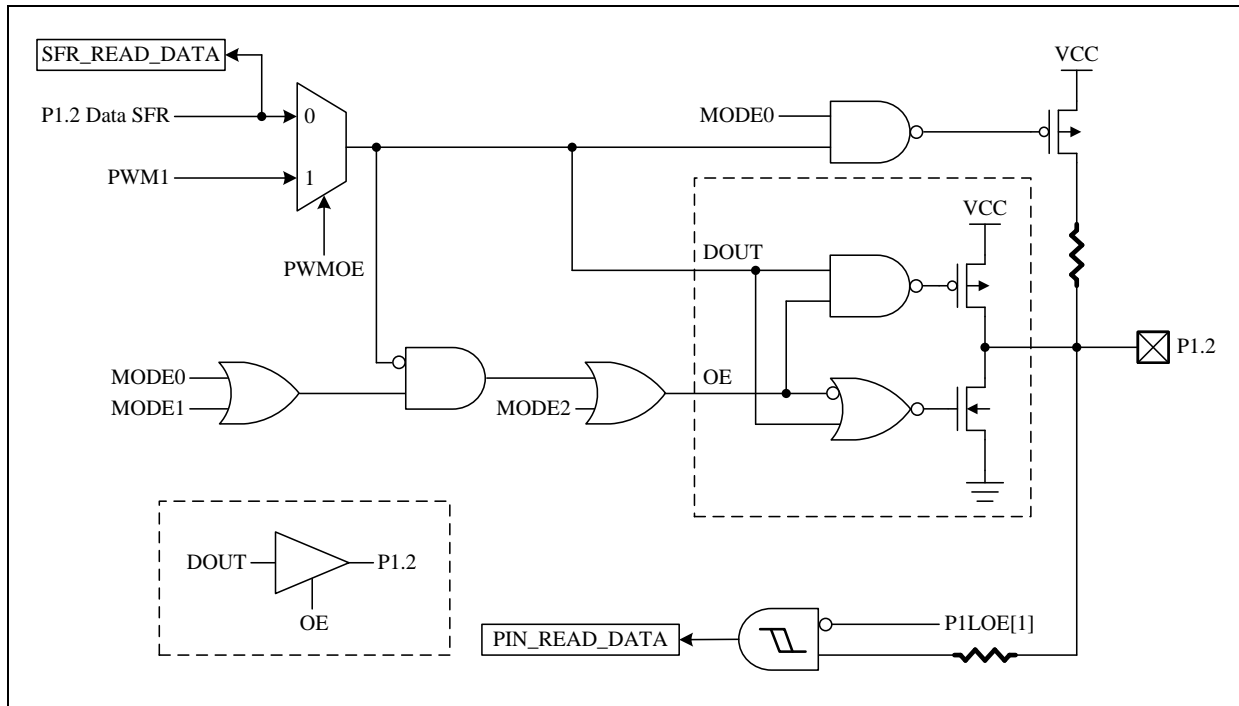 SFR_READ_DATA
VCC
P1.2 Data SFR
0
MODE0
PWM1
1
VCC
PWMOE
DOUT
P1.2
MODE0
MODE1
MODE2
OE
DOUT
P1.2
OE
P1LOE[1]
PIN_READ_DATA